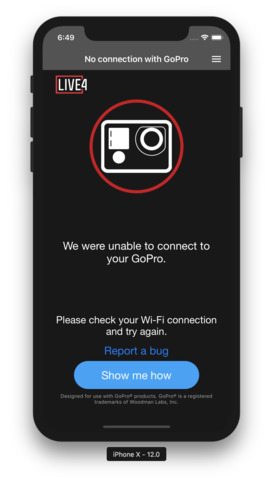 6:49
No connection with GoPro
LIVE4
We were unable to connect to
your GoPro.
Please check your Wi-Fi connection
and try again.
Report a bug
Show me how
Designed for use with GoPro® products. GoPro® is a registered
trademarks of Woodman Labs, Inc.
iPhone X – 12.0